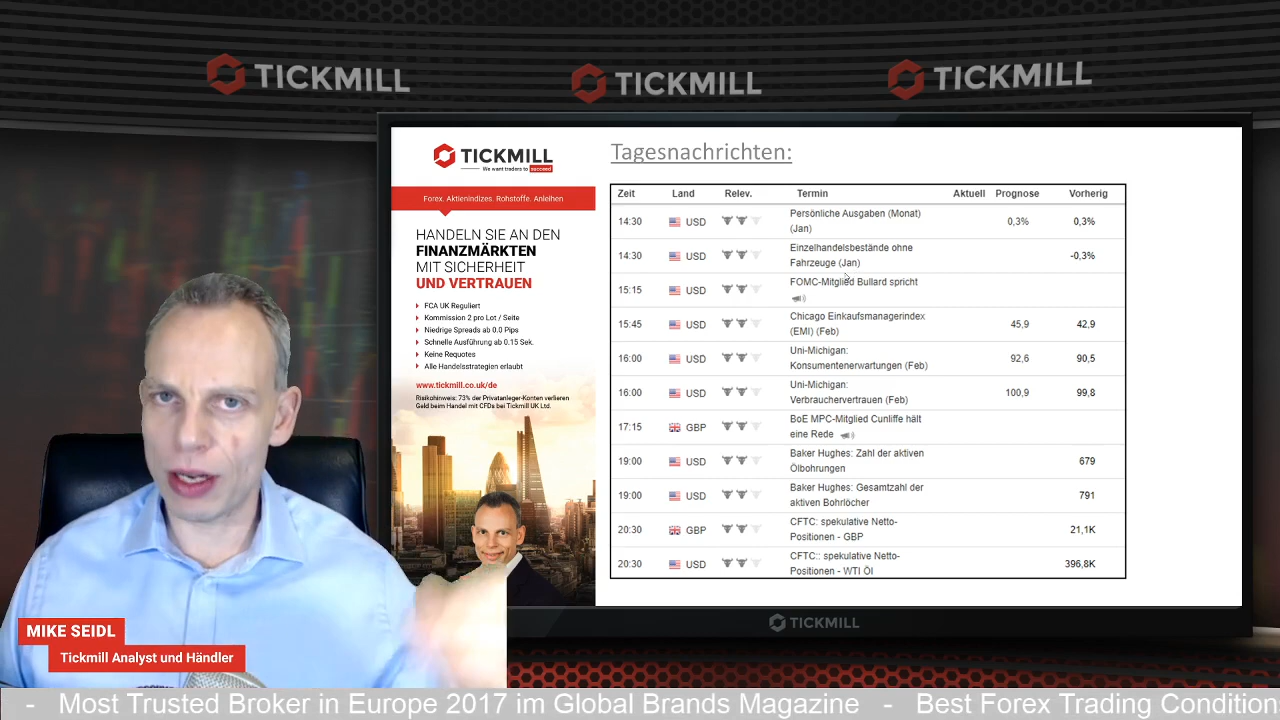 TICKMILL
TICKMILL
TICKMILL
TICKMILL
We want traders to succeed
Forex. Aktienindizes. Rohstoffe. Anleihen
HANDELN SIE AN DEN
FINANZMÄRKTEN
MIT SICHERHEIT
UND VERTRAUEN
FCA UK Reguliert
Kommission 2 pro Lot / Seite
Niedrige Spreads ab 0.0 Pips
Schnelle Ausführung ab 0.15 Sek.
Keine Requotes
Alle Handelsstrategien erlaubt
www.tickmill.co.uk/de
Risikohinweis: 73% der Privatanleger-Konten verlieren
Geld beim Handel mit CFDs bei Tickmill UK Ltd.
Tagesnachrichten:
Zeit Land Relev. Termin Aktuell Prognose Vorherig
14:30 USD Persönliche Ausgaben (Monat) 0,3% 0,3%
(Jan)
14:30 USD Einzelhandelsbestände ohne -0,3%
Fahrzeuge (Jan)
15:15 USD FOMC-Mitglied Bullard spricht
15:45 USD Chicago Einkaufsmanagerindex 45,9 42,9
(EMI) (Feb)
16:00 USD Uni-Michigan: 92,6 90,5
Konsumentenerwartungen (Feb)
16:00 USD Uni-Michigan: 100,9 99,8
Verbrauchervertrauen (Feb)
17:15 GBP BoE MPC-Mitglied Cunliffe hält
eine Rede
19:00 USD Baker Hughes: Zahl der aktiven 679
Ölbohrungen
19:00 USD Baker Hughes: Gesamtzahl der 791
aktiven Bohrlöcher
20:30 GBP CFTC: spekulative Netto- 21,1K
Positionen - GBP
20:30 USD CFTC:: spekulative Netto- 396,8K
Positionen - WTI Öl
TICKMILL
MIKE SEIDL
Tickmill Analyst und Händler
- Most Trusted Broker in Europe 2017 im Global Brands Magazine - Best Forex Trading Condition